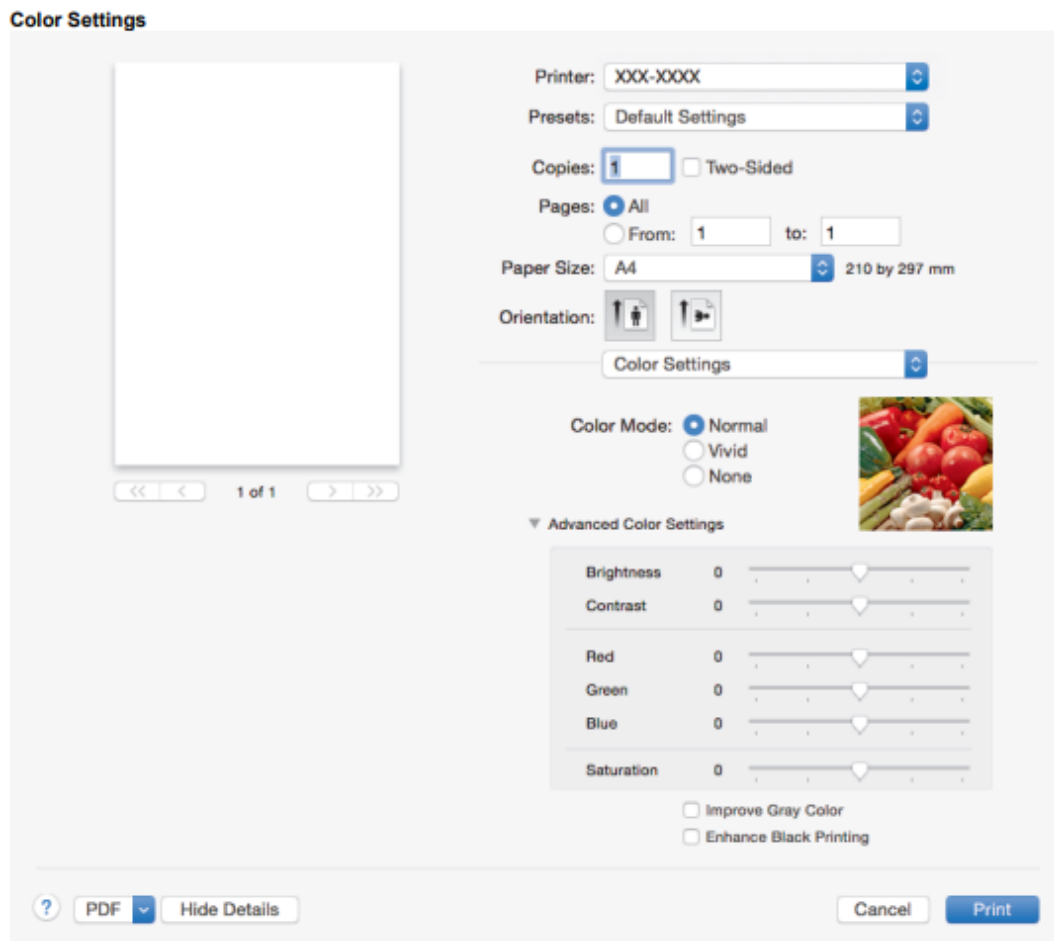 Color Settings
Printer: XXX-XXXX
Presets: Default Settings
Copies: 1 Two-Sided
Pages: All
From: 1 to: 1
Paper Size: A4 210 by 297 mm
Orientation:
Color Settings
Color Mode: Normal
Vivid
None
1 of 1
Advanced Color Settings
Brightness 0
Contrast 0
Red 0
Green 0
Blue 0
Saturation 0
Improve Gray Color
Enhance Black Printing
? PDF Hide Details Cancel Print